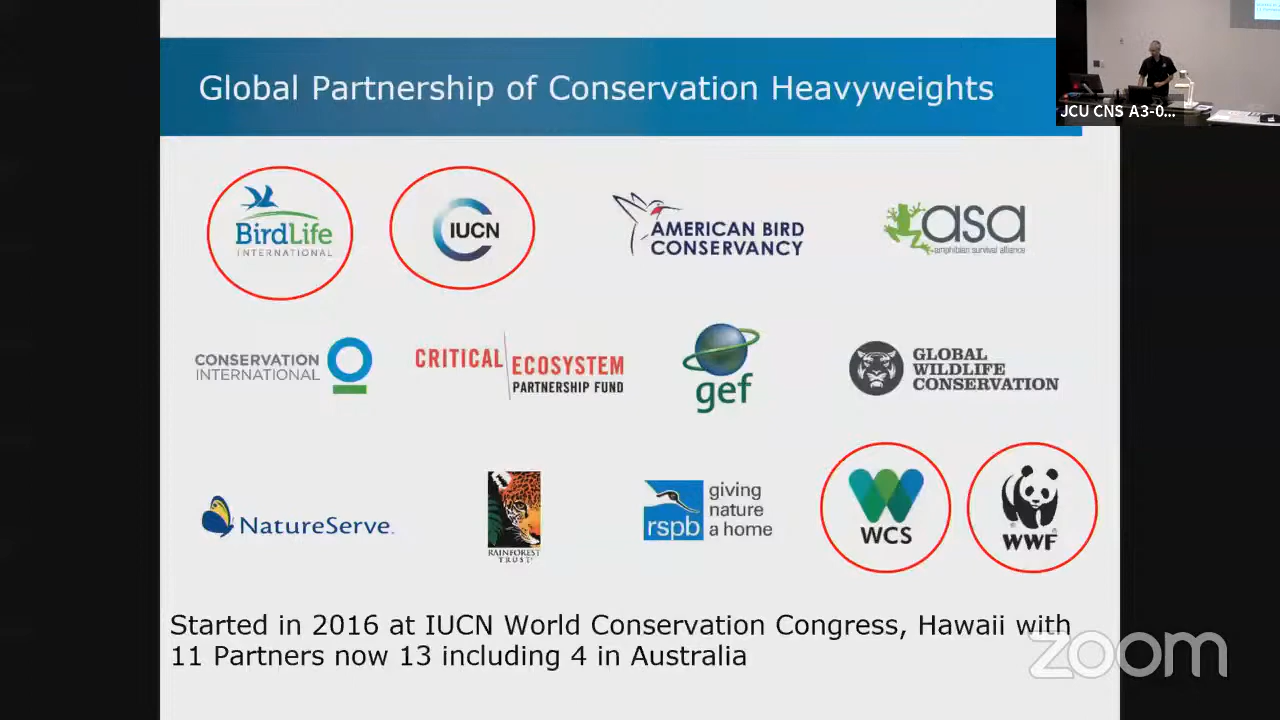 Global Partnership of Conservation Heavyweights
JCU CNS A3-0...
BirdLife
INTERNATIONAL
IUCN
AMERICAN BIRD
CONSERVANCY
asa
amphibian survival alliance
CONSERVATION
INTERNATIONAL
CRITICAL ECOSYSTEM
PARTNERSHIP FUND
gef
GLOBAL
WILDLIFE
CONSERVATION
NatureServe.
RAINFOREST
TRUST
rspb
giving
nature
a home
WCS
WWF
Started in 2016 at IUCN World Conservation Congress, Hawaii with
11 Partners now 13 including 4 in Australia
zoom